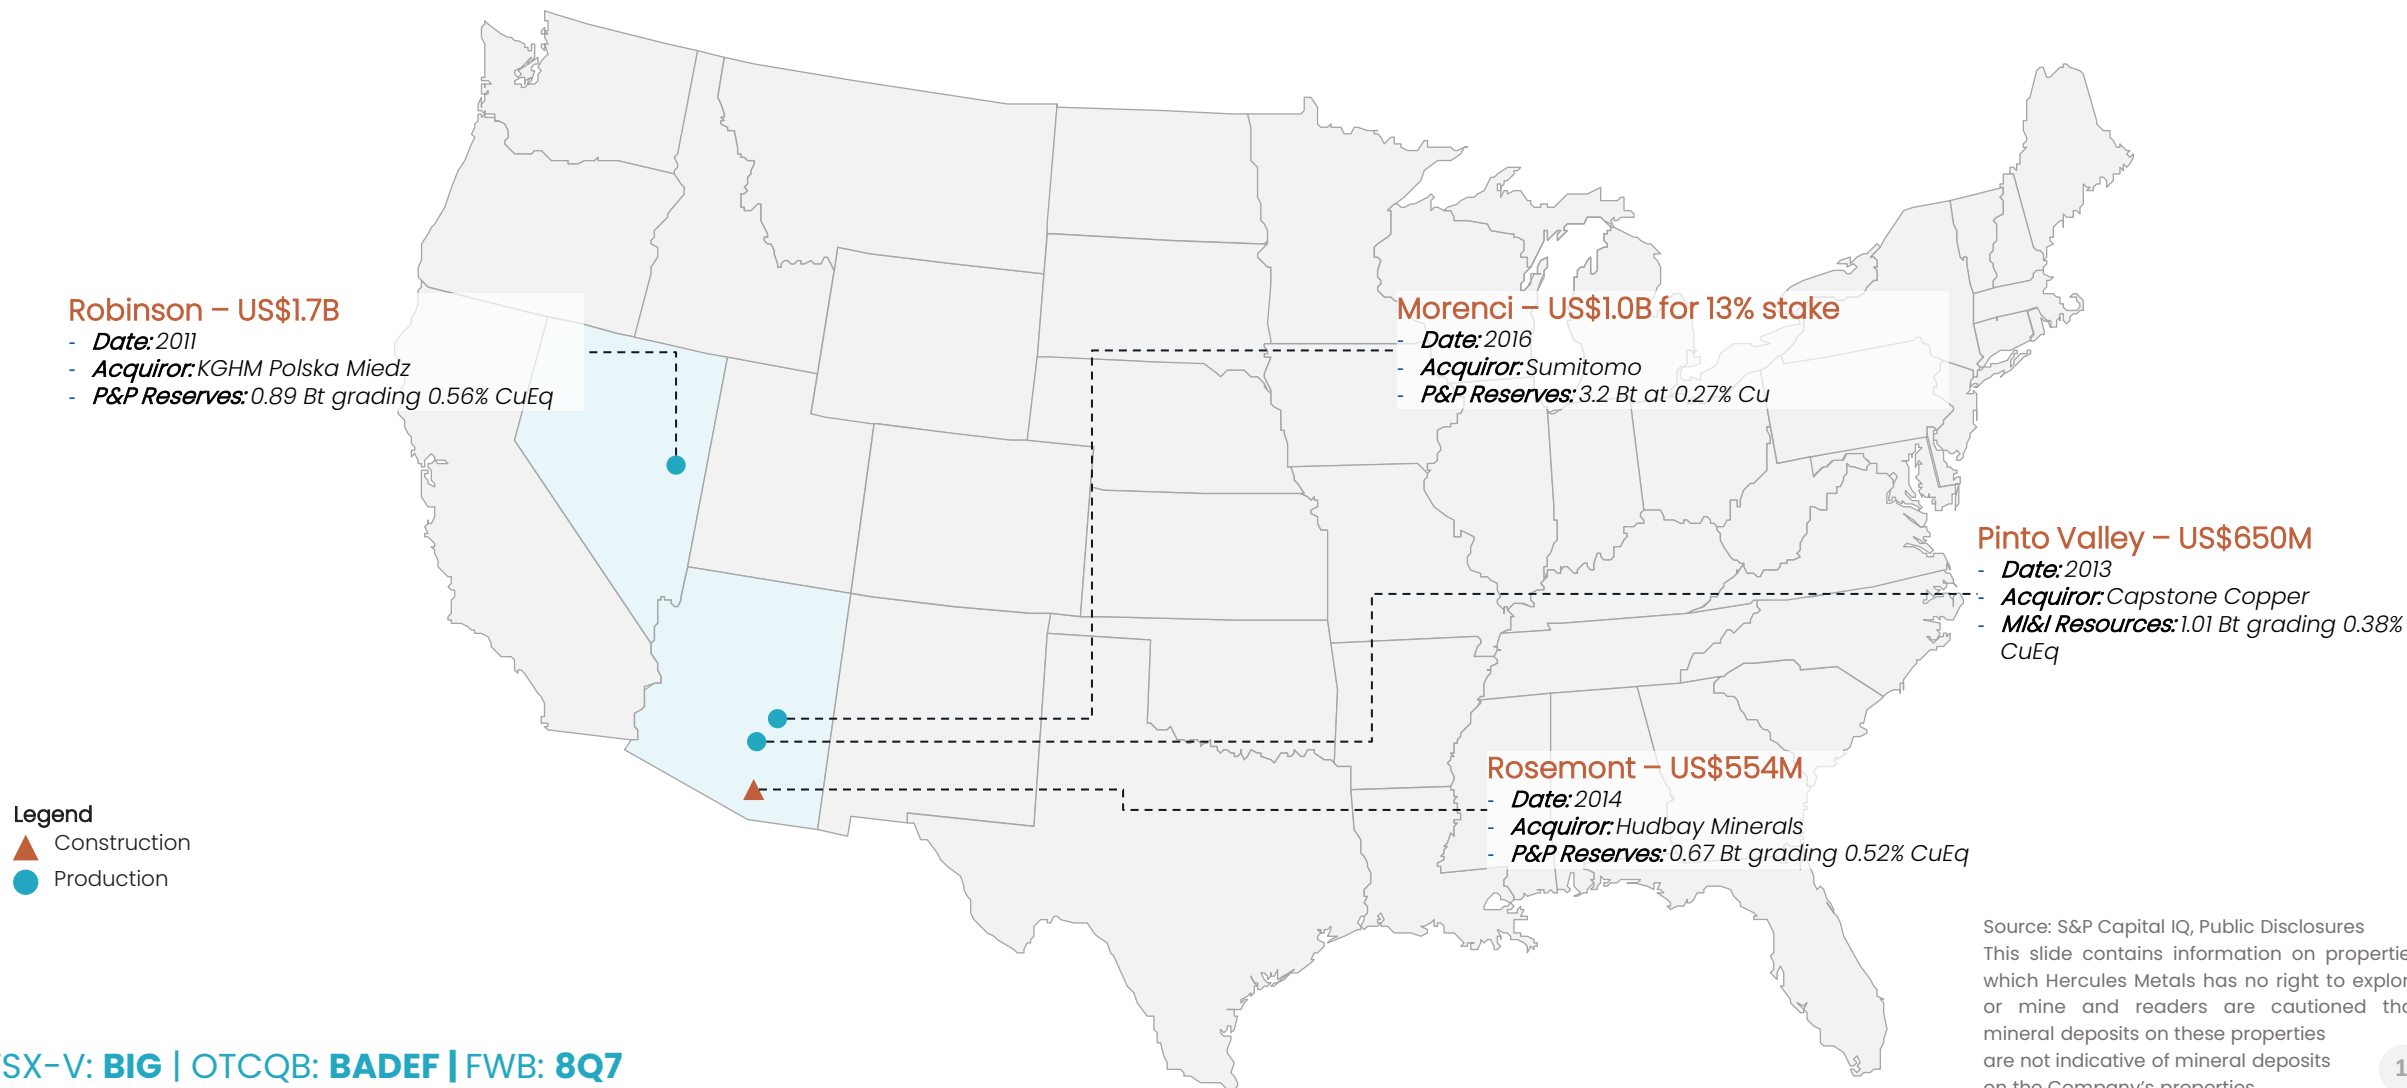 Robinson – US$1.7B
- Date: 2011
- Acquiror: KGHM Polska Miedz
- P&P Reserves: 0.89 Bt grading 0.56% CuEq
Morenci – US$1.0B for 13% stake
- Date: 2016
- Acquiror: Sumitomo
- P&P Reserves: 3.2 Bt at 0.27% Cu
Pinto Valley – US$650M
- Date: 2013
- Acquiror: Capstone Copper
- MI&I Resources: 1.01 Bt grading 0.38%
CuEq
Rosemont – US$554M
- Date: 2014
- Acquiror: Hudbay Minerals
- P&P Reserves: 0.67 Bt grading 0.52% CuEq
Legend
Construction
Production
Source: S&P Capital IQ, Public Disclosures
This slide contains information on propertie
which Hercules Metals has no right to explor
or mine and readers are cautioned tha
mineral deposits on these properties
are not indicative of mineral deposits
on the Company's properties
SX-V: BIG | OTCQB: BADEF | FWB: 8Q7
1